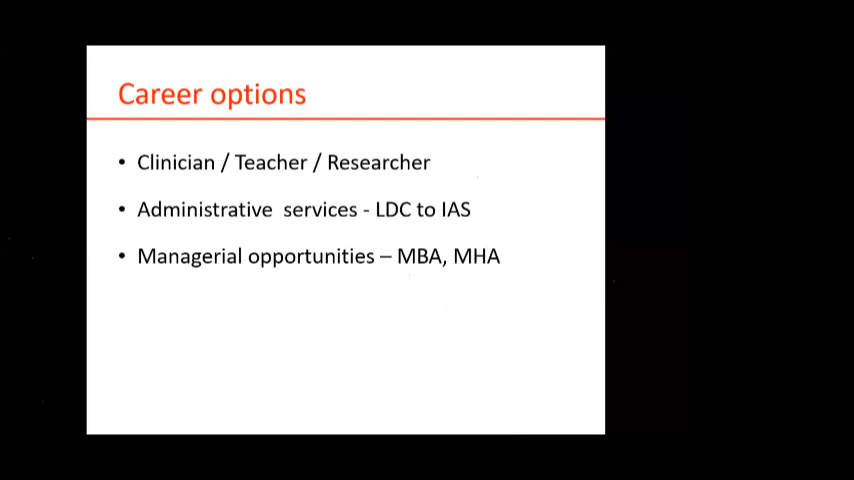 Career options
• Clinician / Teacher / Researcher
• Administrative  services - LDC to IAS
• Managerial opportunities – MBA, MHA